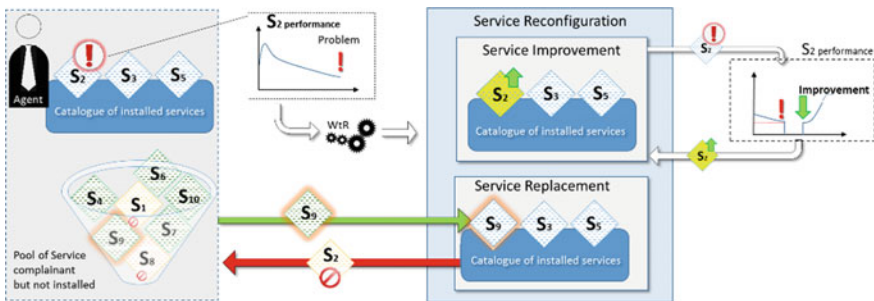 S2 performance
Problem
!
!
S2
S3
S5
Agent
Catalogue of installed services
WtR
S6
S4
S10
S1
S9
S7
S8
Pool of Service
complainant
but not installed
S9
S2
Service Reconfiguration
Service Improvement
S2
S3
S5
Catalogue of installed services
Service Replacement
S9
S3
S5
Catalogue of installed services
!
S2
S2 performance
!
Improvement
S2